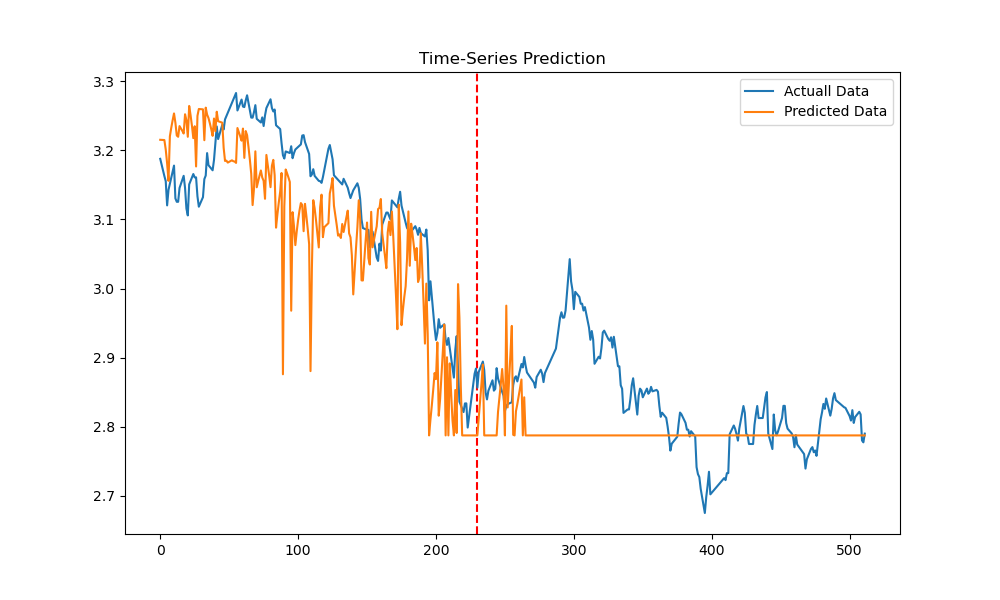 Time-Series Prediction
Actuall Data
Predicted Data
3.3
3.2
3.1
3.0
2.9
2.8
2.7
0 100 200 300 400 500